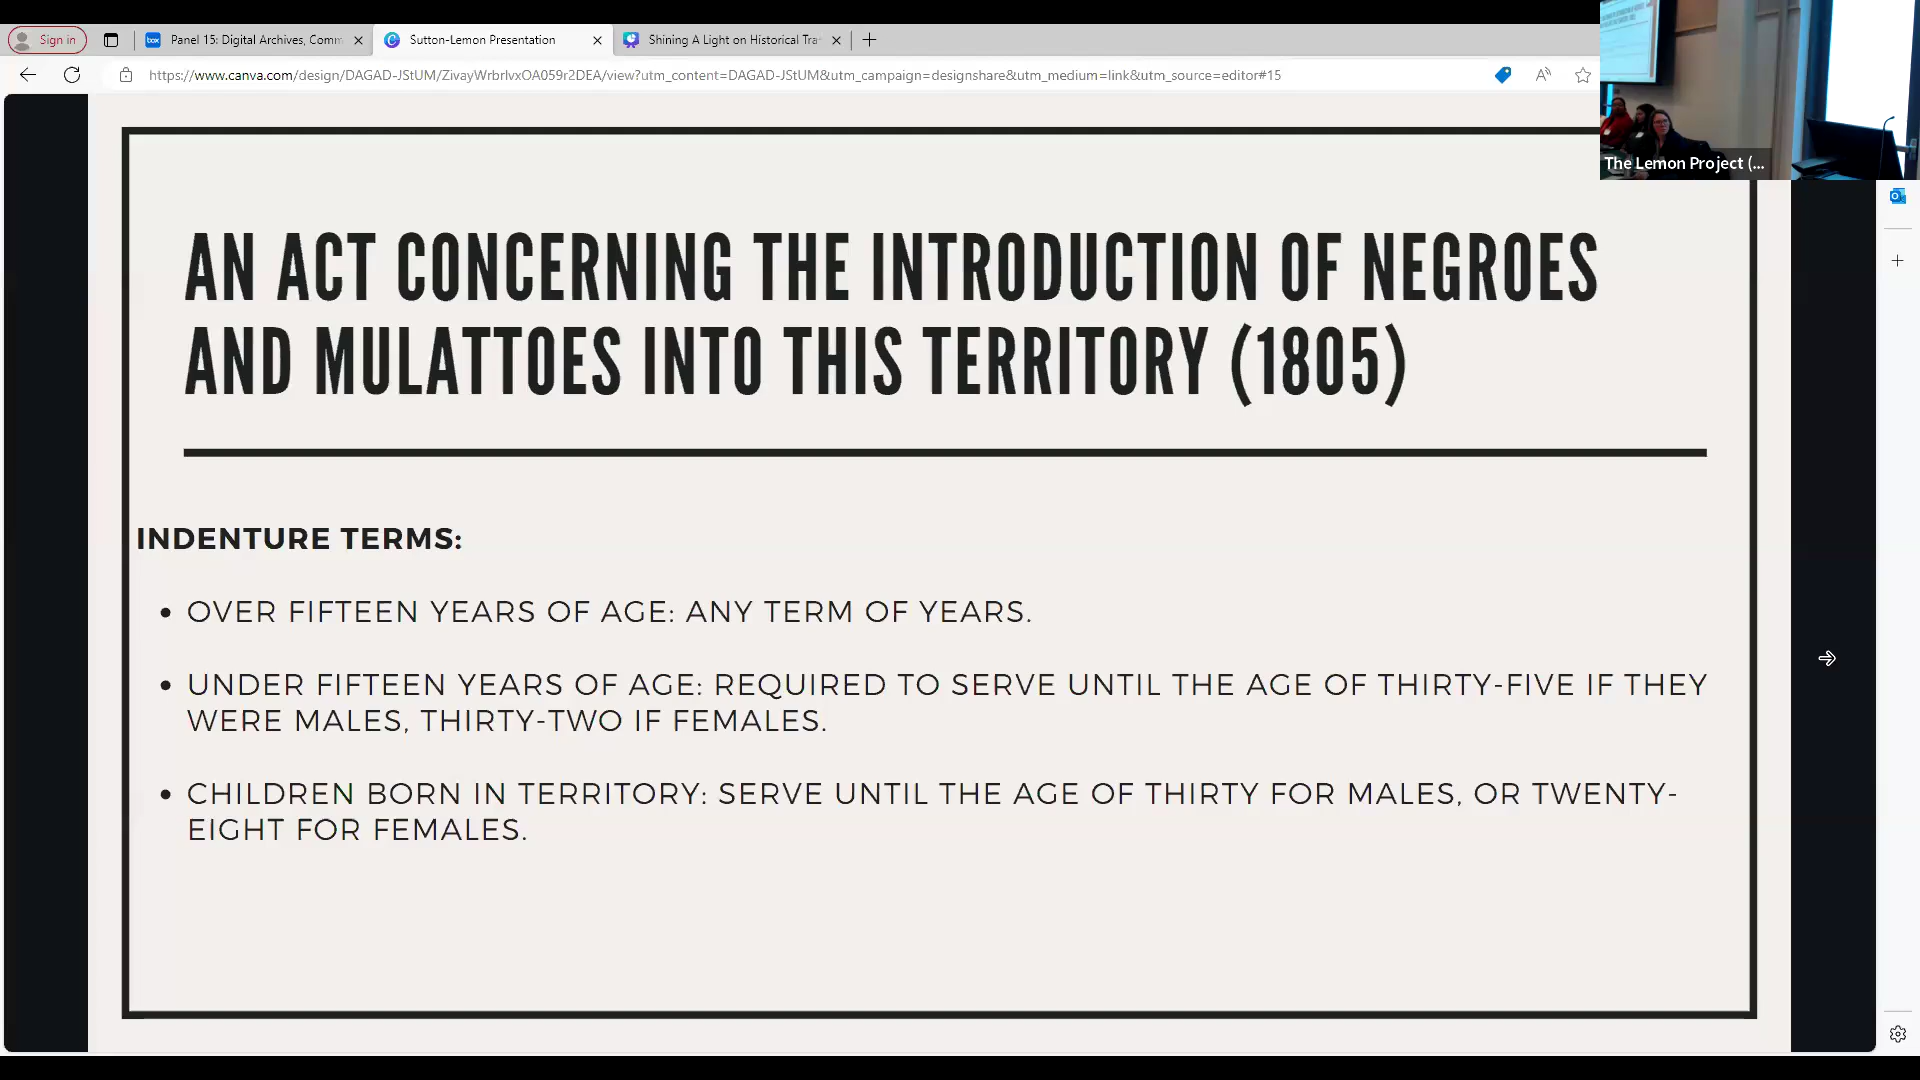 Sign in
Panel 15: Digital Archives, Comm
Sutton-Lemon Presentation
Shining A Light on Historical Tra
https://www.canva.com/design/DAGAD-JStUM/ZivayWrbrlvxOA059r2DEA/view?utm_content=DAGAD-JStUM&utm_campaign=designshare&utm_medium=link&utm_source=editor#15
The Lemon Project (...
AN ACT CONCERNING THE INTRODUCTION OF NEGROES
AND MULATTOES INTO THIS TERRITORY (1805)
INDENTURE TERMS:
• OVER FIFTEEN YEARS OF AGE: ANY TERM OF YEARS.
• UNDER FIFTEEN YEARS OF AGE: REQUIRED TO SERVE UNTIL THE AGE OF THIRTY-FIVE IF THEY
WERE MALES, THIRTY-TWO IF FEMALES.
• CHILDREN BORN IN TERRITORY: SERVE UNTIL THE AGE OF THIRTY FOR MALES, OR TWENTY-
EIGHT FOR FEMALES.